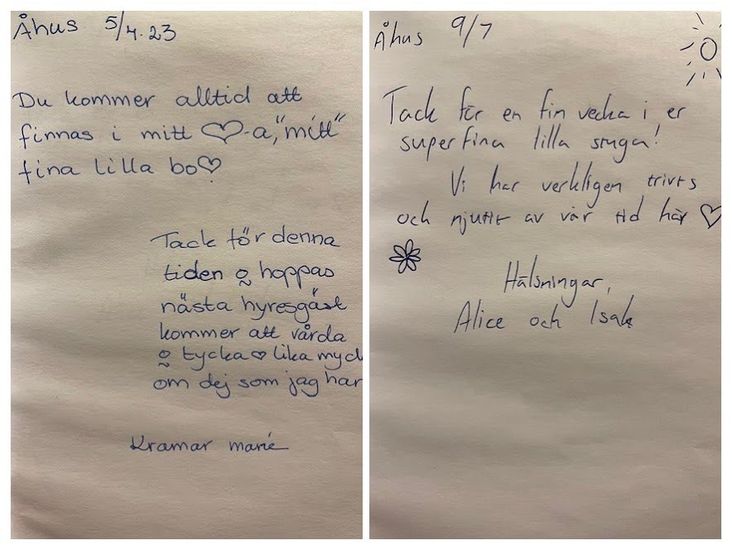 Åhus 5/4.23
Du kommer alltid att
finnas i mitt ♡-a, "mitt"
fina lilla bo♡
Tack för denna
tiden o hoppas
nästa hyresgäst
kommer att vårda
o tycka ♡ lika myck
om dej som jag har
Kramar marie
Åhus 9/7
Tack för en fin vecka i er
superfina lilla stuga!
Vi har verkligen trivts
och njutit av vår tid här ♡
Hälsningar,
Alice och Isak